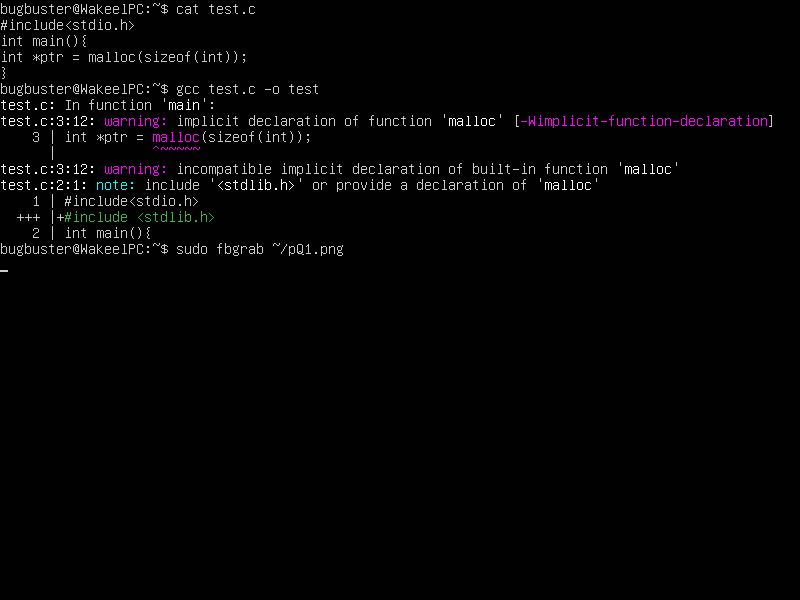 bugbuster@WakeelPC:~$ cat test.c
#include<stdio.h>
int main(){
int *ptr = malloc(sizeof(int));
}
bugbuster@WakeelPC:~$ gcc test.c -o test
test.c: In function 'main':
test.c:3:12: warning: implicit declaration of function 'malloc' [-Wimplicit-function-declaration]
    3 | int *ptr = malloc(sizeof(int));
      |            ^~~~~~
test.c:3:12: warning: incompatible implicit declaration of built-in function 'malloc'
test.c:2:1: note: include '<stdlib.h>' or provide a declaration of 'malloc'
    1 | #include<stdio.h>
  +++ |+#include <stdlib.h>
    2 | int main(){
bugbuster@WakeelPC:~$ sudo fbgrab ~/pQ1.png